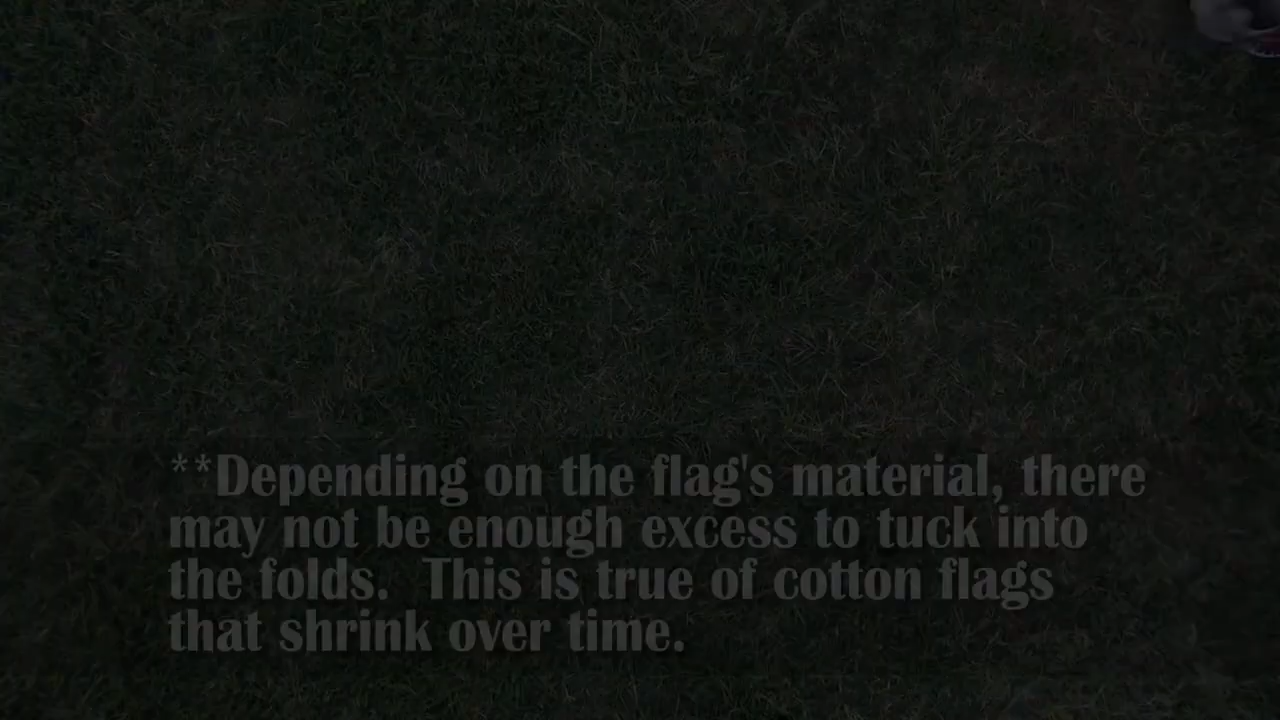 **Depending on the flag's material, there
may not be enough excess to tuck into
the folds.  This is true of cotton flags
that shrink over time.